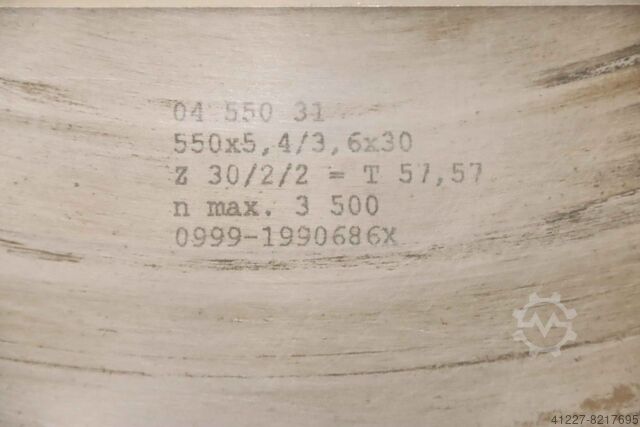 04 550 31
550x5,4/3,6x30
Z 30/2/2 = T 57,57
n max. 3 500
0999-1990686X
41227-8217695